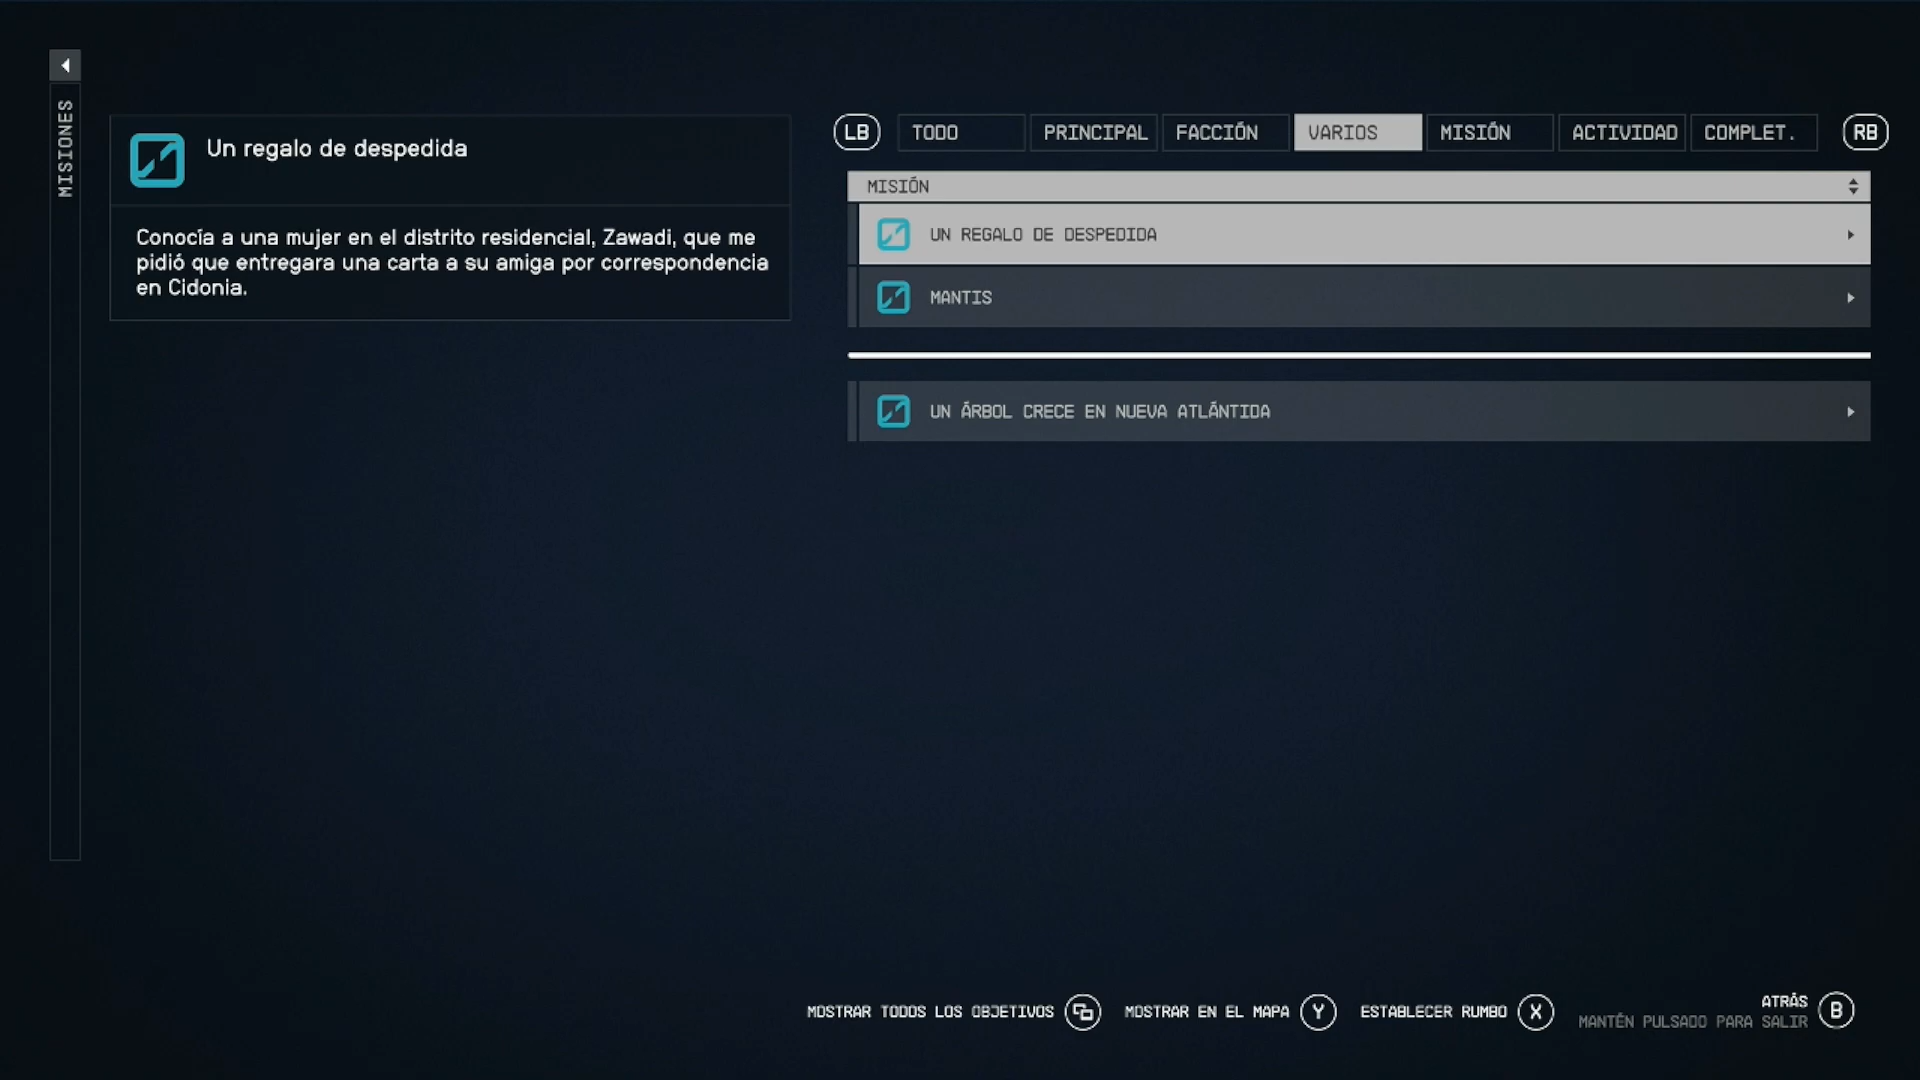 MISIONES
Un regalo de despedida
Conocía a una mujer en el distrito residencial, Zawadi, que me
pidió que entregara una carta a su amiga por correspondencia
en Cidonia.
LB TODO PRINCIPAL FACCIÓN VARIOS MISIÓN ACTIVIDAD COMPLET. RB
MISIÓN
UN REGALO DE DESPEDIDA
MANTIS
UN ÁRBOL CRECE EN NUEVA ATLÁNTIDA
MOSTRAR TODOS LOS OBJETIVOS MOSTRAR EN EL MAPA Y ESTABLECER RUMBO X ATRÁS B
MANTÉN PULSADO PARA SALIR